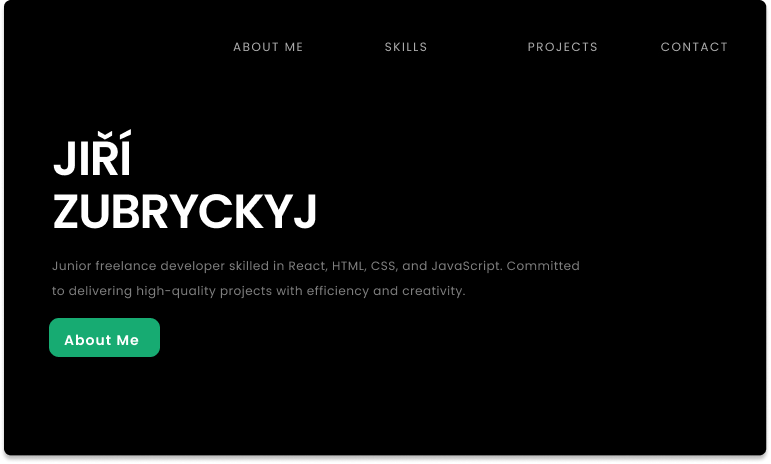 ABOUT ME SKILLS PROJECTS CONTACT
JIŘÍ
ZUBRYCKYJ
Junior freelance developer skilled in React, HTML, CSS, and JavaScript. Committed
to delivering high-quality projects with efficiency and creativity.
About Me